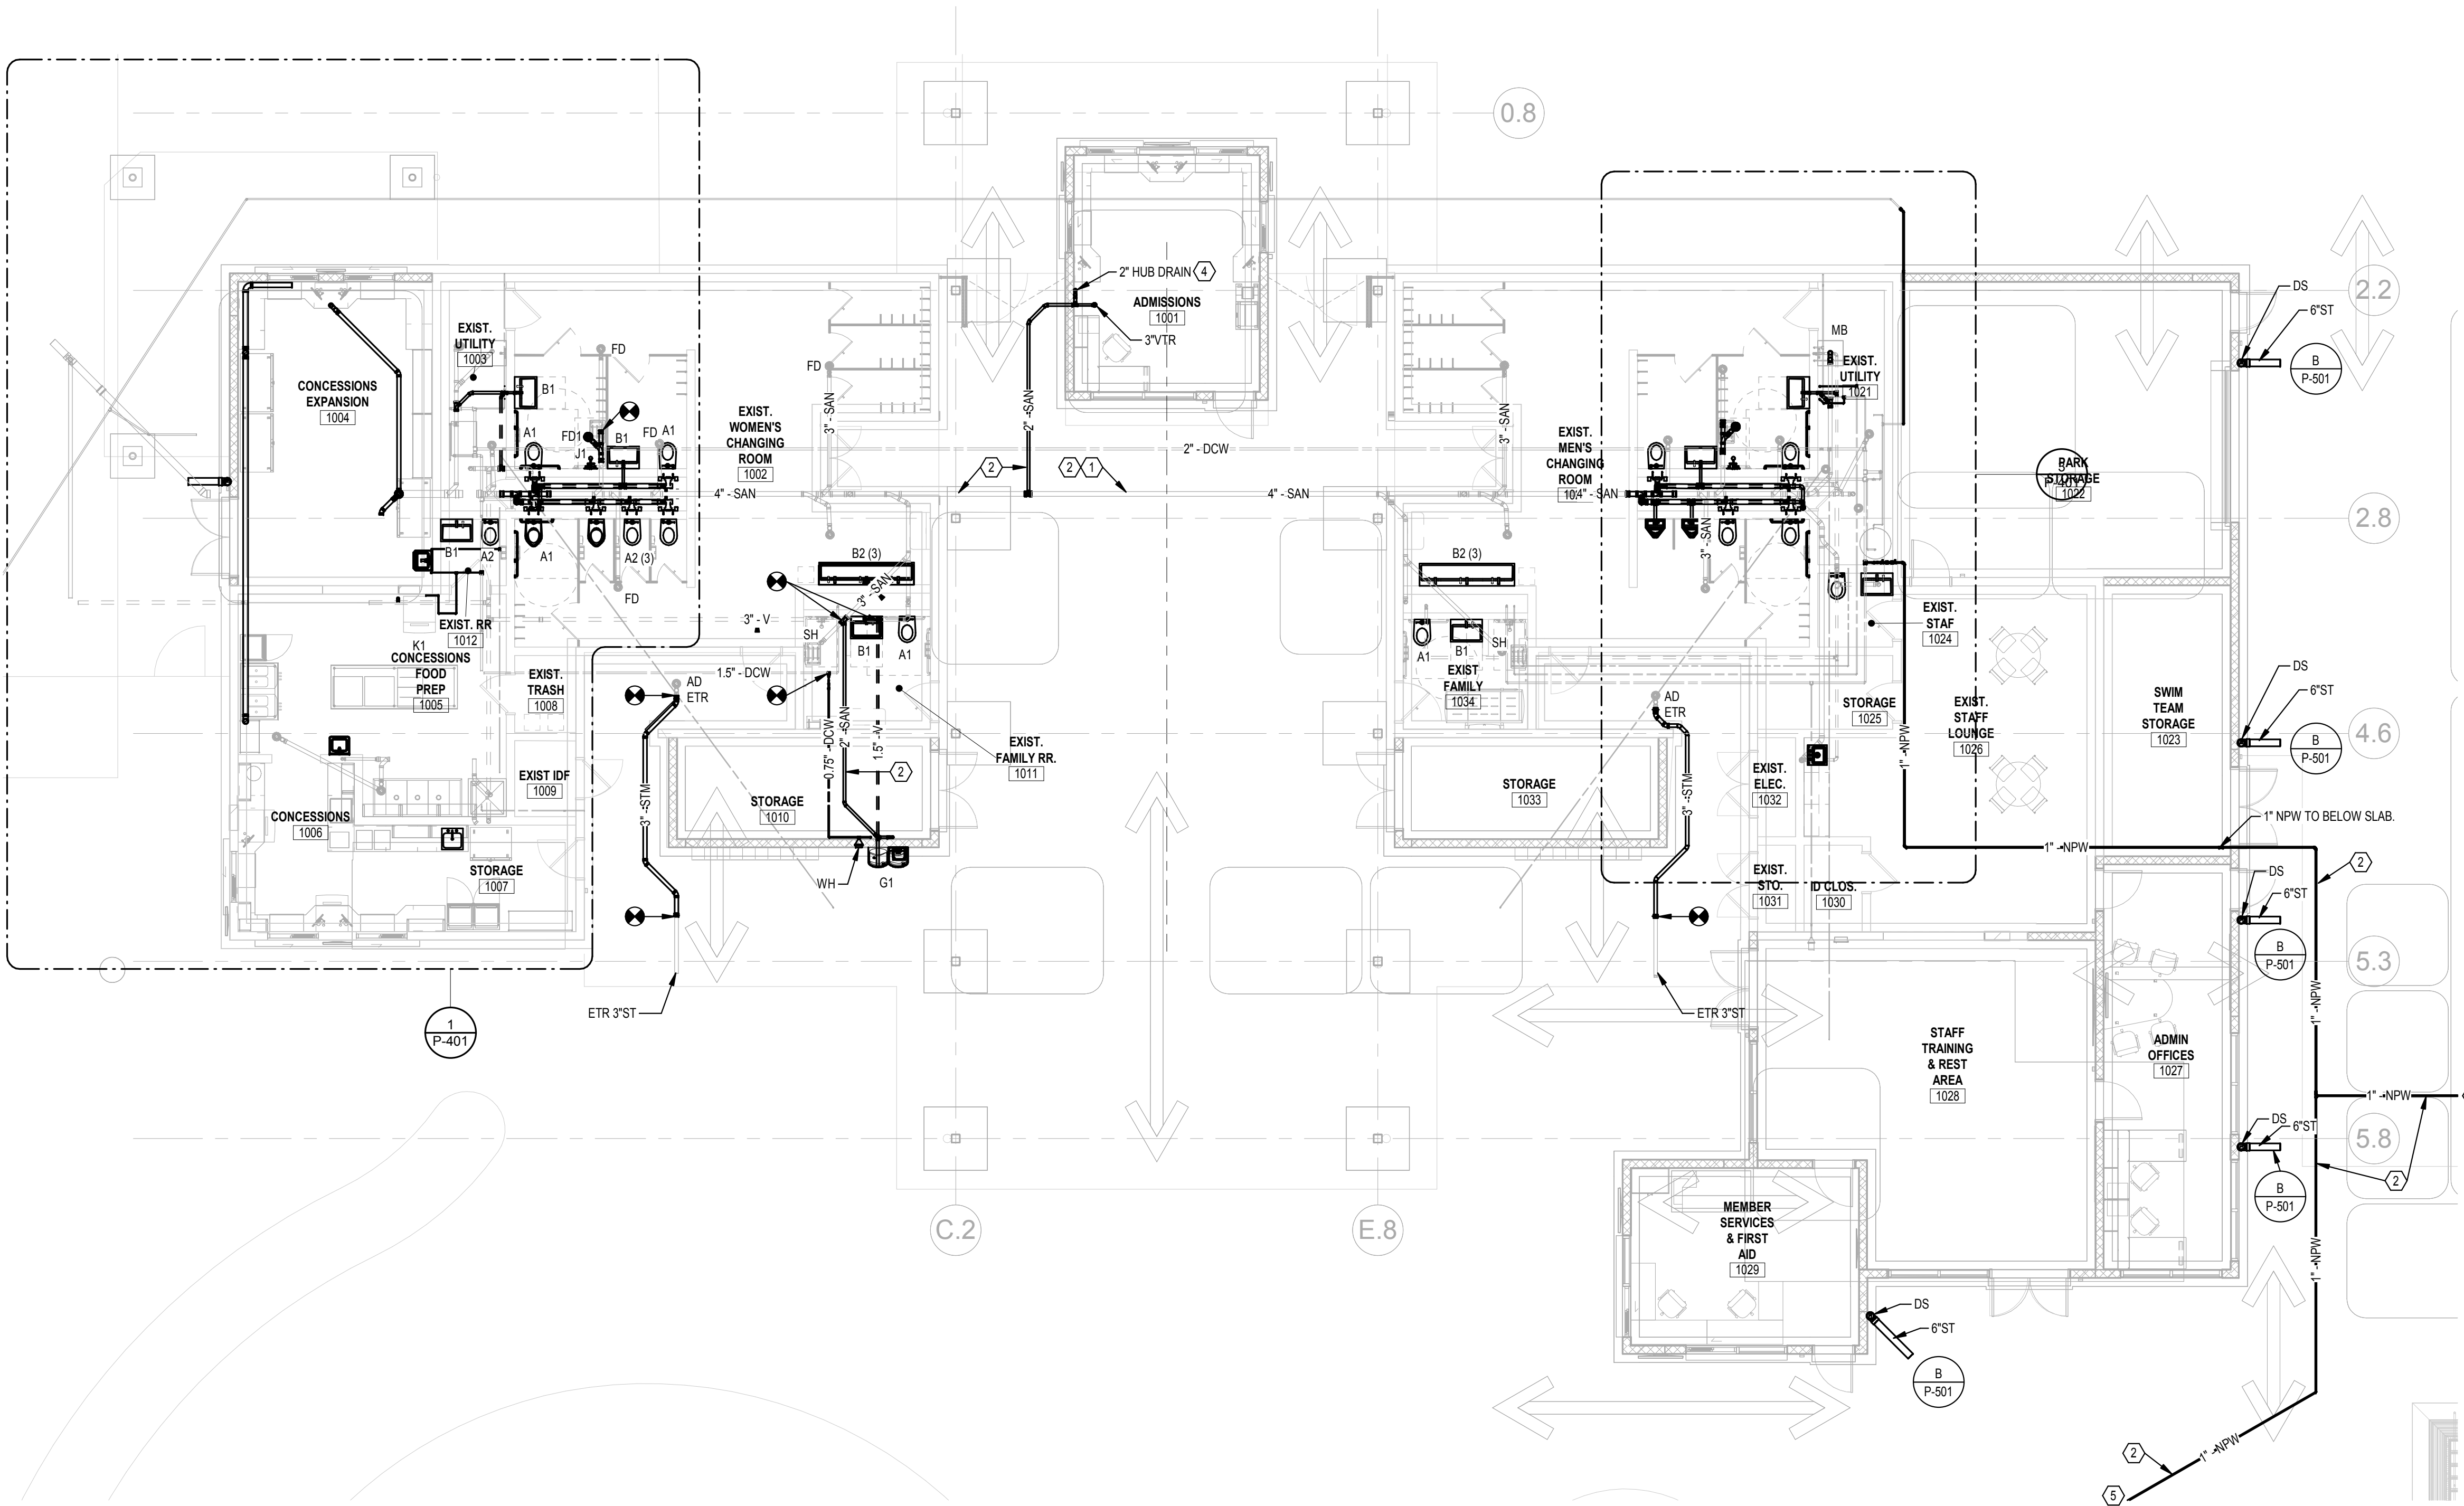 0.8
2" HUB DRAIN 4
ADMISSIONS
1001
3"VTR
DS
2.2
6"ST
B
P-501
MB
EXIST.
UTILITY
1003
FD
EXIST.
UTILITY
1021
CONCESSIONS
EXPANSION
1004
B1
FD
3" - SAN
2" - SAN
3" - SAN
EXIST.
WOMEN'S
CHANGING
ROOM
1002
A1
FD1
B1
FD
A1
J1
2" - DCW
EXIST.
MEN'S
CHANGING
ROOM
2
2
1
PARK
STORAGE
1022
4" - SAN
4" - SAN
4" - SAN
2.8
B1
A2
A1
A2 (3)
3" - SAN
B2 (3)
B2 (3)
FD
3" - SAN
EXIST. RR
1012
3" - V
SH
B1
A1
A1
B1
SH
EXIST.
STAF
1024
K1
CONCESSIONS
FOOD
PREP
1005
EXIST.
TRASH
1008
1.5" - DCW
AD
ETR
EXIST
FAMILY
1034
AD
ETR
STORAGE
1025
EXIST.
STAFF
LOUNGE
1026
SWIM
TEAM
STORAGE
1023
DS
6"ST
B
P-501
4.6
0.75" - DCW
2" - SAN
1.5" - V
2
EXIST.
FAMILY RR.
1011
1" - NPW
EXIST IDF
1009
3" - STM
STORAGE
1010
STORAGE
1033
EXIST.
ELEC.
1032
3" - STM
CONCESSIONS
1006
1" NPW TO BELOW SLAB.
1" - NPW
2
STORAGE
1007
WH
G1
EXIST.
STO.
1031
ID CLOS.
1030
DS
6"ST
B
P-501
5.3
ETR 3"ST
ETR 3"ST
1
P-401
1" - NPW
STAFF
TRAINING
& REST
AREA
1028
ADMIN
OFFICES
1027
1" - NPW
DS
6"ST
5.8
2
B
P-501
C.2
E.8
MEMBER
SERVICES
& FIRST
AID
1029
1" - NPW
DS
6"ST
B
P-501
1" - NPW
2
5